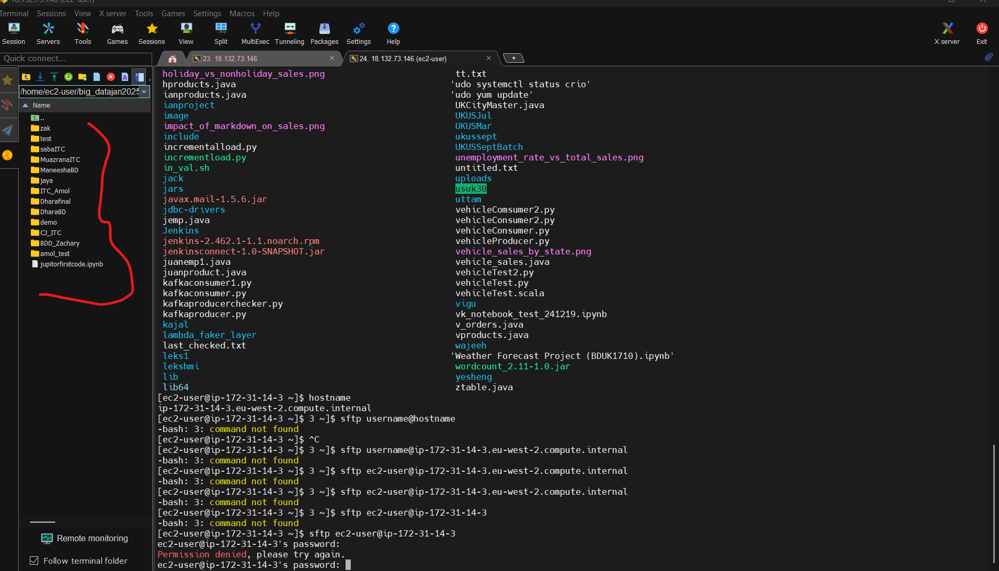 18.132.73.146 (ec2-user)
Terminal Sessions View X server Tools Games Settings Macros Help
Session Servers Tools Games Sessions View Split MultiExec Tunneling Packages Settings Help X server Exit
Quick connect...
23. 18.132.73.146
24. 18.132.73.146 (ec2-user)
/home/ec2-user/big_datajan2025
Name
..
zak
test
sabaITC
MuazranaITC
ManeeshaBD
jaya
ITC_Amol
Dharafinal
DharaBD
demo
CJ_ITC
BDD_Zachary
amol_test
jupitorfirstcode.ipynb
Remote monitoring
Follow terminal folder
holiday_vs_nonholiday_sales.png tt.txt
hproducts.java 'udo systemctl status crio'
ianproducts.java 'udo yum update'
ianproject UKCityMaster.java
image UKUSJul
impact_of_markdown_on_sales.png UKUSMar
include ukussept
incrementalload.py UKUSSeptBatch
incrementload.py unemployment_rate_vs_total_sales.png
in_val.sh untitled.txt
jack uploads
jars usuk30
javax.mail-1.5.6.jar uttam
jdbc-drivers vehicleComsumer2.py
jemp.java vehicleConsumer2.py
Jenkins vehicleConsumer.py
jenkins-2.462.1-1.1.noarch.rpm vehicleProducer.py
jenkinsconnect-1.0-SNAPSHOT.jar vehicle_sales_by_state.png
juanemp1.java vehicle_sales.java
juanproduct.java vehicleTest2.py
kafkaconsumer1.py vehicleTest.py
kafkaconsumer.py vehicleTest.scala
kafkaproducerchecker.py vigu
kafkaproducer.py vk_notebook_test_241219.ipynb
kajal v_orders.java
lambda_faker_layer vproducts.java
last_checked.txt wajeeh
leks1 'Weather Forecast Project (BDUK1710).ipynb'
lekshmi wordcount_2.11-1.0.jar
lib yesheng
lib64 ztable.java
[ec2-user@ip-172-31-14-3 ~]$ hostname
ip-172-31-14-3.eu-west-2.compute.internal
[ec2-user@ip-172-31-14-3 ~]$ 3 ~]$ sftp username@hostname
-bash: 3: command not found
[ec2-user@ip-172-31-14-3 ~]$ ^C
[ec2-user@ip-172-31-14-3 ~]$ 3 ~]$ sftp username@ip-172-31-14-3.eu-west-2.compute.internal
-bash: 3: command not found
[ec2-user@ip-172-31-14-3 ~]$ 3 ~]$ sftp ec2-user@ip-172-31-14-3.eu-west-2.compute.internal
-bash: 3: command not found
[ec2-user@ip-172-31-14-3 ~]$ 3 ~]$ sftp ec2-user@ip-172-31-14-3.eu-west-2.compute.internal
-bash: 3: command not found
[ec2-user@ip-172-31-14-3 ~]$ 3 ~]$ sftp ec2-user@ip-172-31-14-3
-bash: 3: command not found
[ec2-user@ip-172-31-14-3 ~]$ sftp ec2-user@ip-172-31-14-3
ec2-user@ip-172-31-14-3's password:
Permission denied, please try again.
ec2-user@ip-172-31-14-3's password: